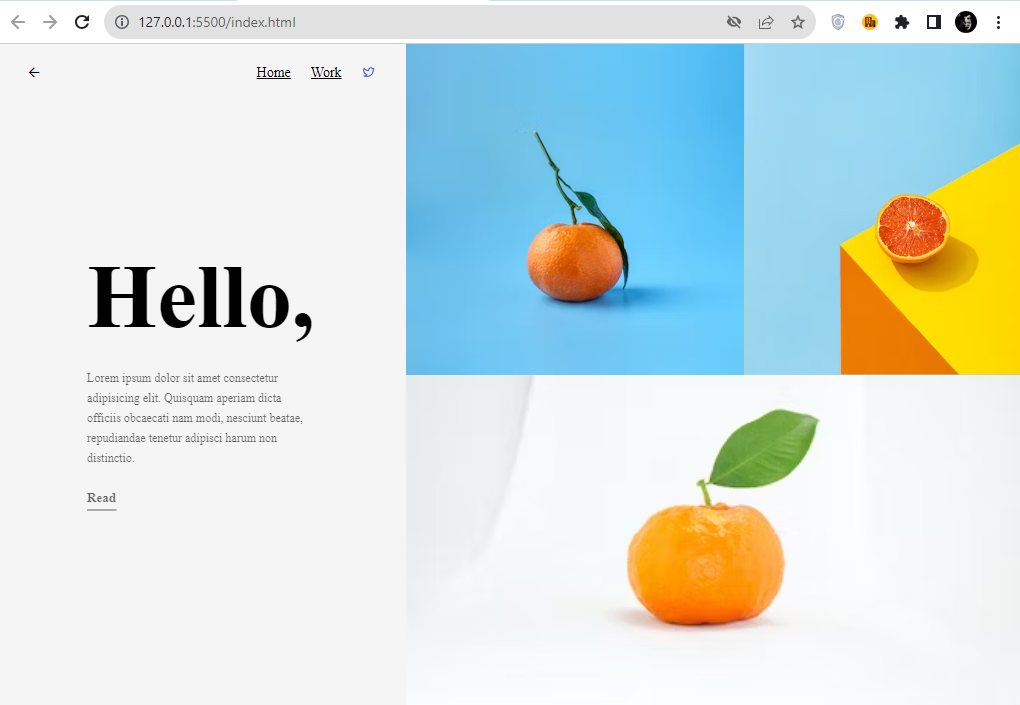 127.0.0.1:5500/index.html
Home Work
Hello,
Lorem ipsum dolor sit amet consectetur
adipisicing elit. Quisquam aperiam dicta
officiis obcaecati nam modi, nesciunt beatae,
repudiandae tenetur adipisci harum non
distinctio.
Read